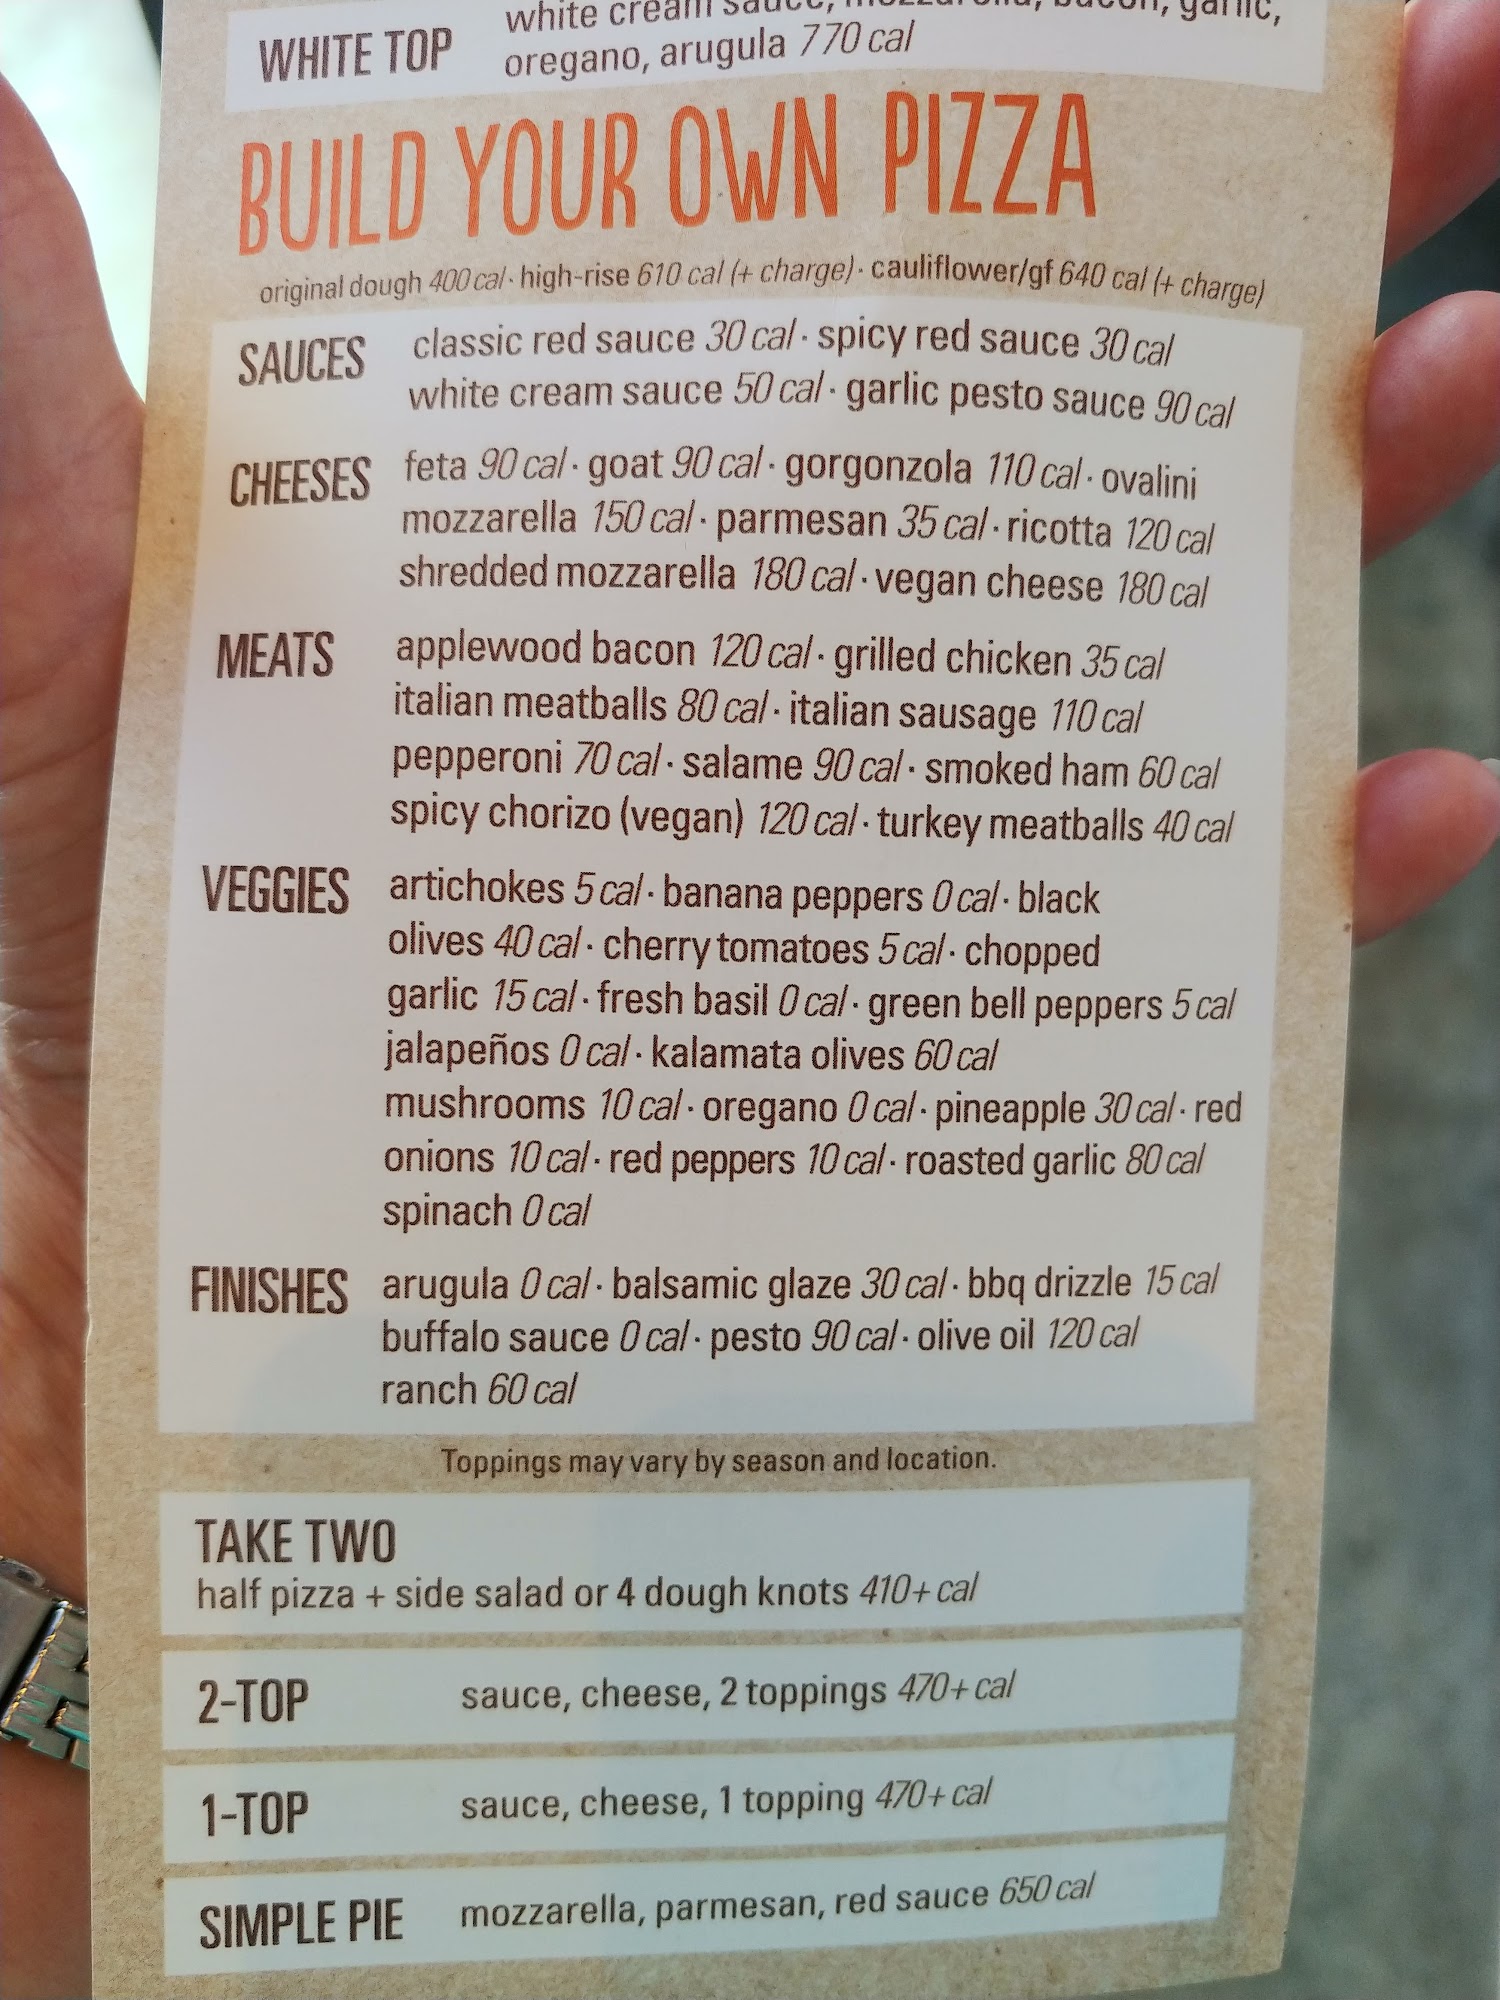 white cream sauce, mozzarella, bacon, garlic,
WHITE TOP oregano, arugula 770 cal
BUILD YOUR OWN PIZZA
original dough 400 cal · high-rise 610 cal (+ charge) · cauliflower/gf 640 cal (+ charge)
SAUCES classic red sauce 30 cal · spicy red sauce 30 cal
white cream sauce 50 cal · garlic pesto sauce 90 cal
CHEESES feta 90 cal · goat 90 cal · gorgonzola 110 cal · ovalini
mozzarella 150 cal · parmesan 35 cal · ricotta 120 cal
shredded mozzarella 180 cal · vegan cheese 180 cal
MEATS applewood bacon 120 cal · grilled chicken 35 cal
italian meatballs 80 cal · italian sausage 110 cal
pepperoni 70 cal · salame 90 cal · smoked ham 60 cal
spicy chorizo (vegan) 120 cal · turkey meatballs 40 cal
VEGGIES artichokes 5 cal · banana peppers 0 cal · black
olives 40 cal · cherry tomatoes 5 cal · chopped
garlic 15 cal · fresh basil 0 cal · green bell peppers 5 cal
jalapeños 0 cal · kalamata olives 60 cal
mushrooms 10 cal · oregano 0 cal · pineapple 30 cal · red
onions 10 cal · red peppers 10 cal · roasted garlic 80 cal
spinach 0 cal
FINISHES arugula 0 cal · balsamic glaze 30 cal · bbq drizzle 15 cal
buffalo sauce 0 cal · pesto 90 cal · olive oil 120 cal
ranch 60 cal
Toppings may vary by season and location.
TAKE TWO
half pizza + side salad or 4 dough knots 410+ cal
2-TOP sauce, cheese, 2 toppings 470+ cal
1-TOP sauce, cheese, 1 topping 470+ cal
SIMPLE PIE mozzarella, parmesan, red sauce 650 cal